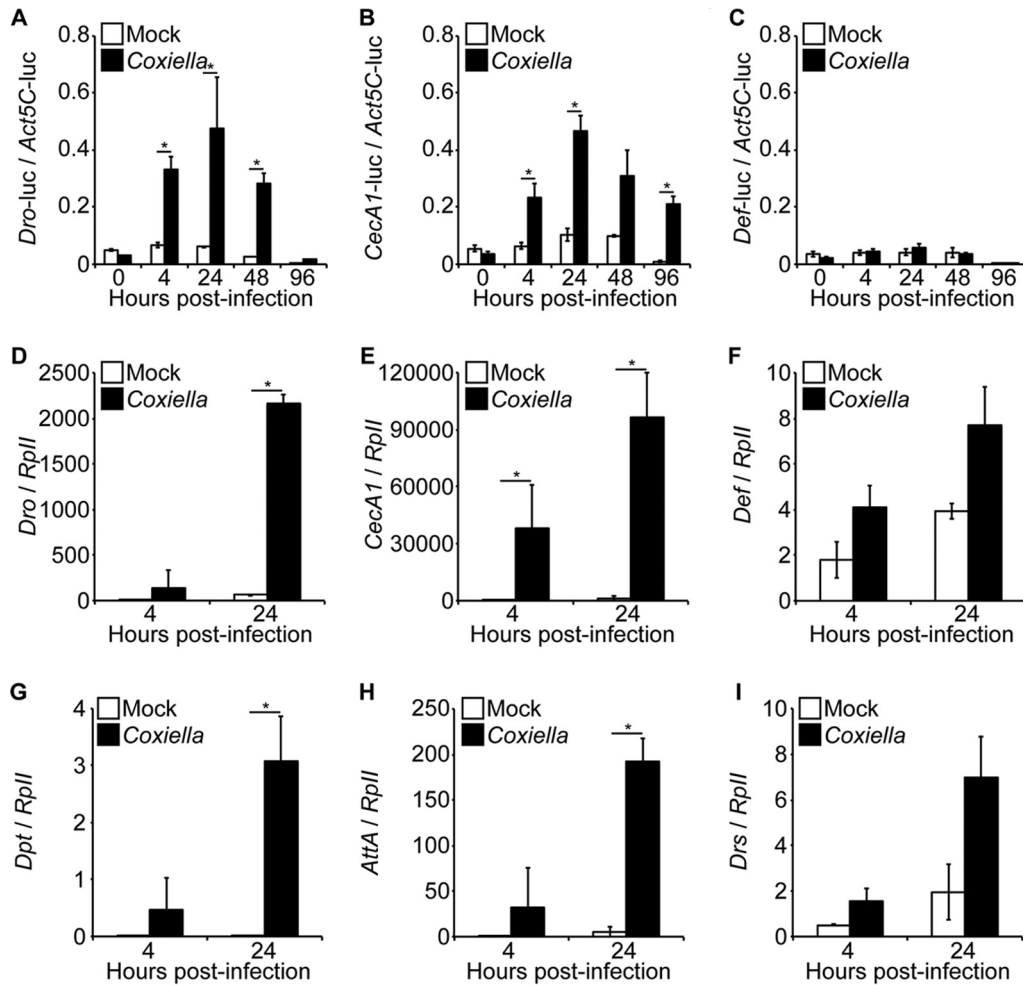 A
Mock
Coxiella
Dro-luc / Act5C-luc
0.8
0.6
0.4
0.2
0
* * *
0 4 24 48 96
Hours post-infection
B
Mock
Coxiella
CecA1-luc / Act5C-luc
0.8
0.6
0.4
0.2
0
* * *
0 4 24 48 96
Hours post-infection
C
Mock
Coxiella
Def-luc / Act5C-luc
0.8
0.6
0.4
0.2
0
0 4 24 48 96
Hours post-infection
D
Mock
Coxiella
Dro / RpII
2500
2000
1500
1000
500
0
*
4 24
Hours post-infection
E
Mock
Coxiella
CecA1 / RpII
120000
90000
60000
30000
0
* *
4 24
Hours post-infection
F
Mock
Coxiella
Def / RpII
10
8
6
4
2
0
4 24
Hours post-infection
G
Mock
Coxiella
Dpt / RpII
4
3
2
1
0
*
4 24
Hours post-infection
H
Mock
Coxiella
AttA / RpII
250
200
150
100
50
0
*
4 24
Hours post-infection
I
Mock
Coxiella
Drs / RpII
10
8
6
4
2
0
4 24
Hours post-infection